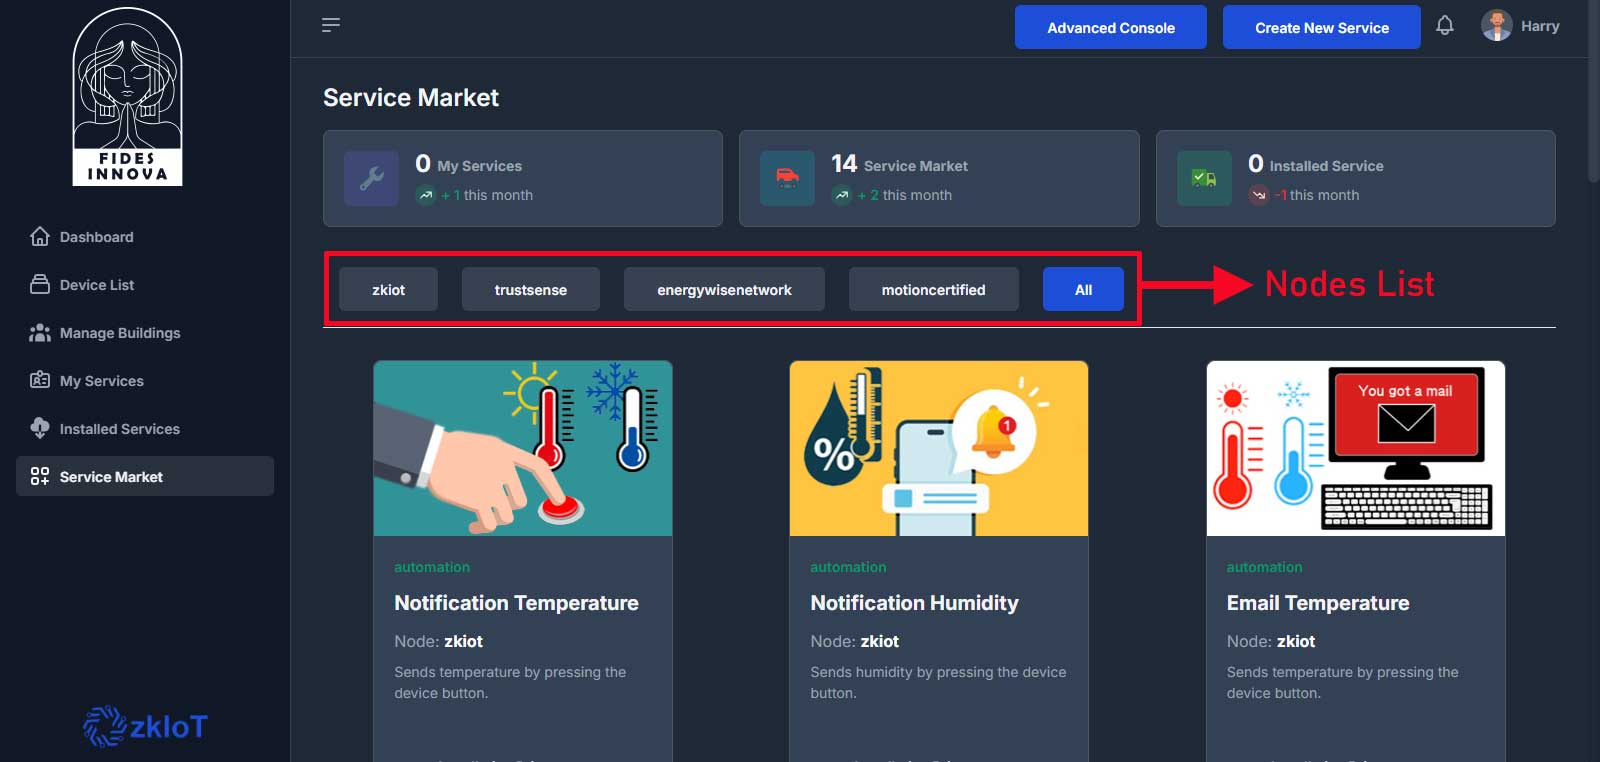 FIDES
INNOVA
Dashboard
Device List
Manage Buildings
My Services
Installed Services
Service Market
zkIoT
Advanced Console
Create New Service
Harry
Service Market
0 My Services
+ 1 this month
14 Service Market
+ 2 this month
0 Installed Service
-1 this month
zkiot
trustsense
energywisenetwork
motioncertified
All
Nodes List
automation
Notification Temperature
Node: zkiot
Sends temperature by pressing the
device button.
%
1
automation
Notification Humidity
Node: zkiot
Sends humidity by pressing the device
button.
You got a mail
automation
Email Temperature
Node: zkiot
Sends temperature by pressing the
device button.